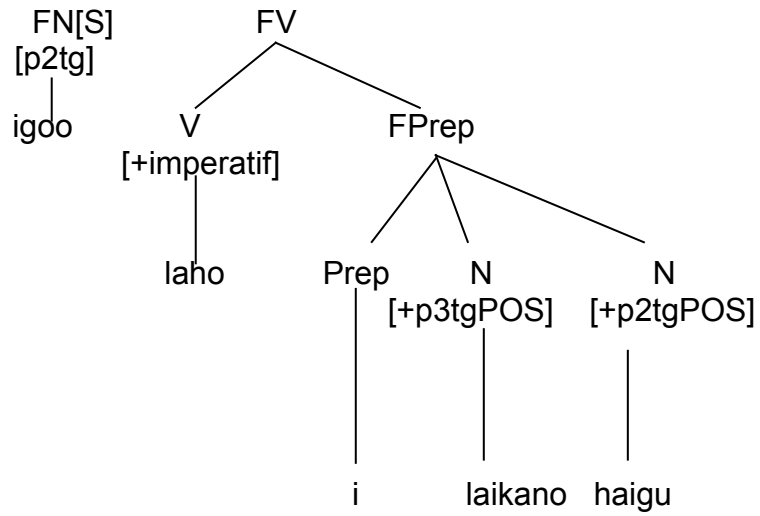 FN[S] FV
[p2tg]
igoo V FPrep
[+imperatif]
laho Prep N N
[+p3tgPOS] [+p2tgPOS]
i laikano haigu